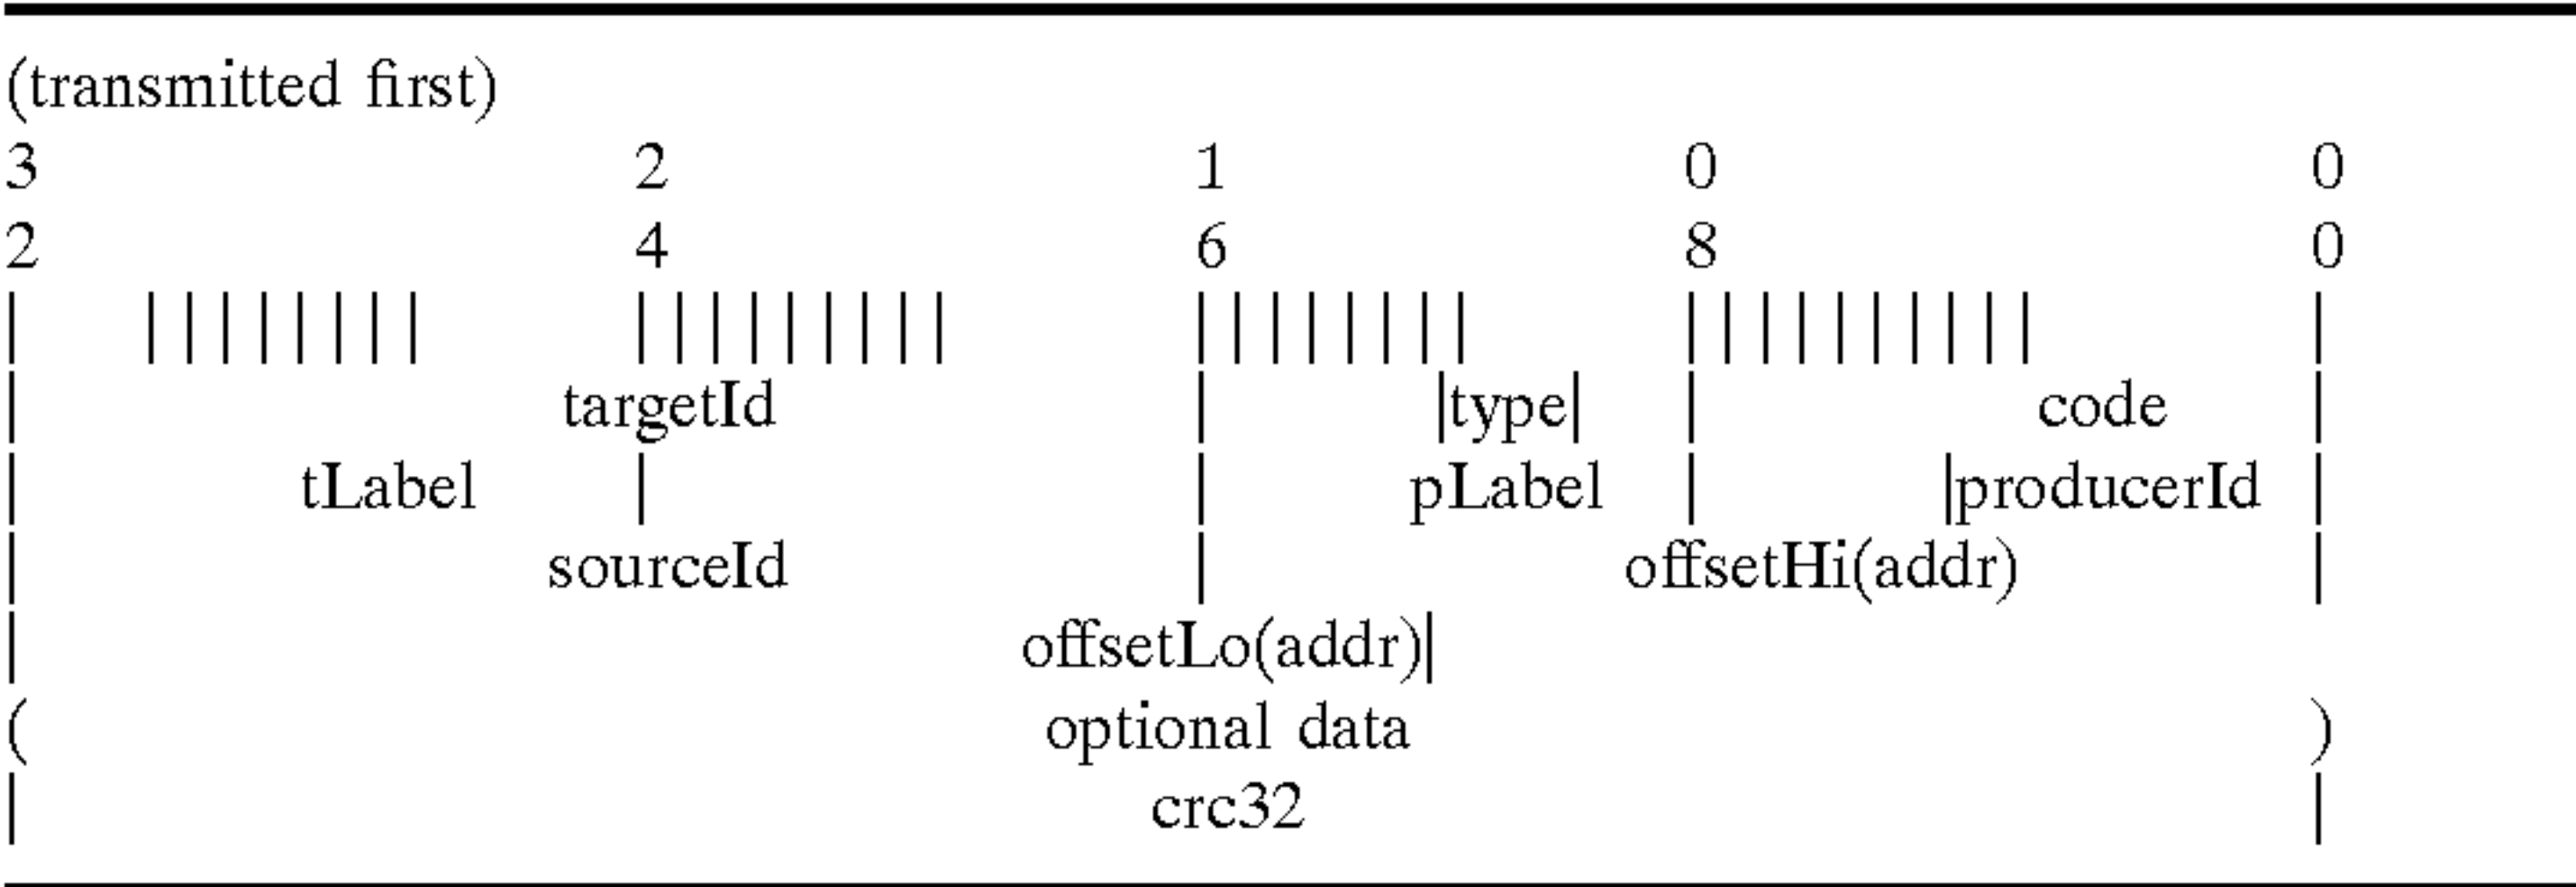 (transmitted first)
3 2 1 0 0
2 4 6 8 0
| | | | | | | | | | | | | | | | | | | | | | | | | | | | | | | | | | | | |
| targetId | |type| | code |
| tLabel | | pLabel | |producerId |
| sourceId | offsetHi(addr) |
| offsetLo(addr)|
( optional data )
| crc32 |